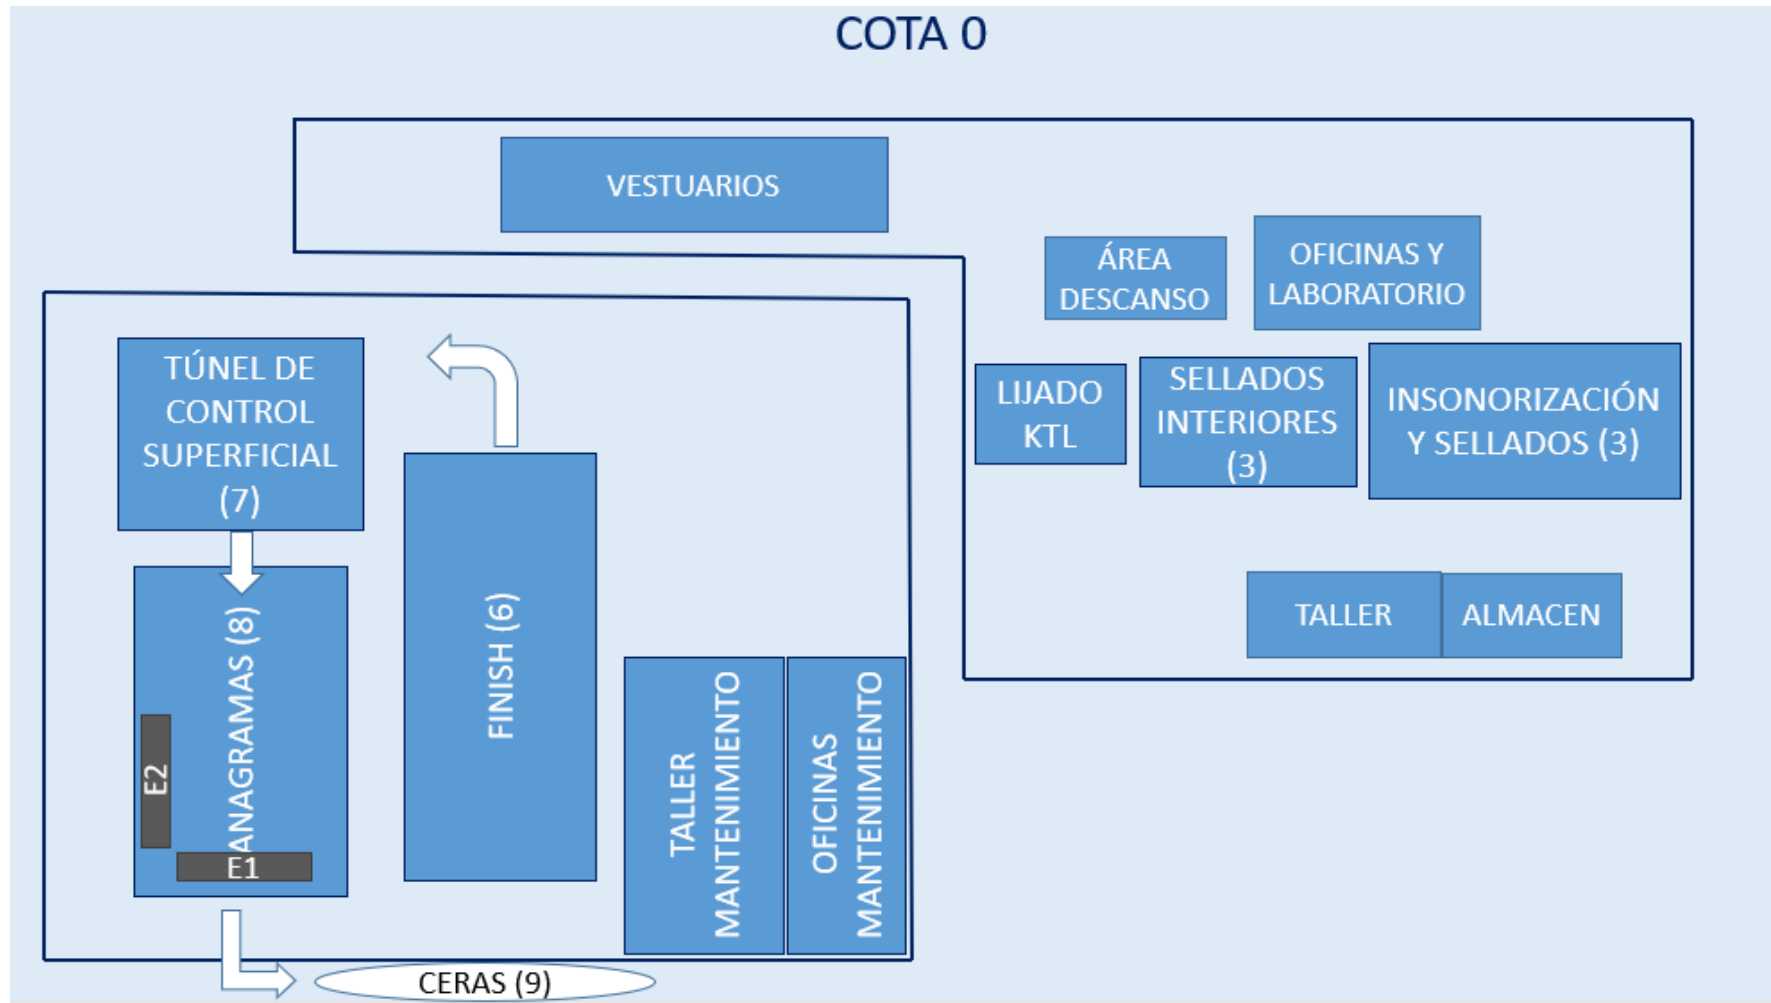 COTA 0
VESTUARIOS
ÁREA
DESCANSO
OFICINAS Y
LABORATORIO
LIJADO
KTL
SELLADOS
INTERIORES
(3)
INSONORIZACIÓN
Y SELLADOS (3)
TALLER
ALMACEN
TÚNEL DE
CONTROL
SUPERFICIAL
(7)
ANAGRAMAS (8)
E2
E1
FINISH (6)
TALLER
MANTENIMIENTO
OFICINAS
MANTENIMIENTO
CERAS (9)